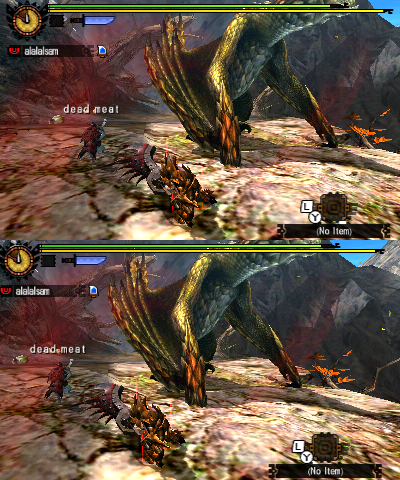 alalalsam
dead meat
L
Y
(No Item)
alalalsam
dead meat
L
Y
(No Item)